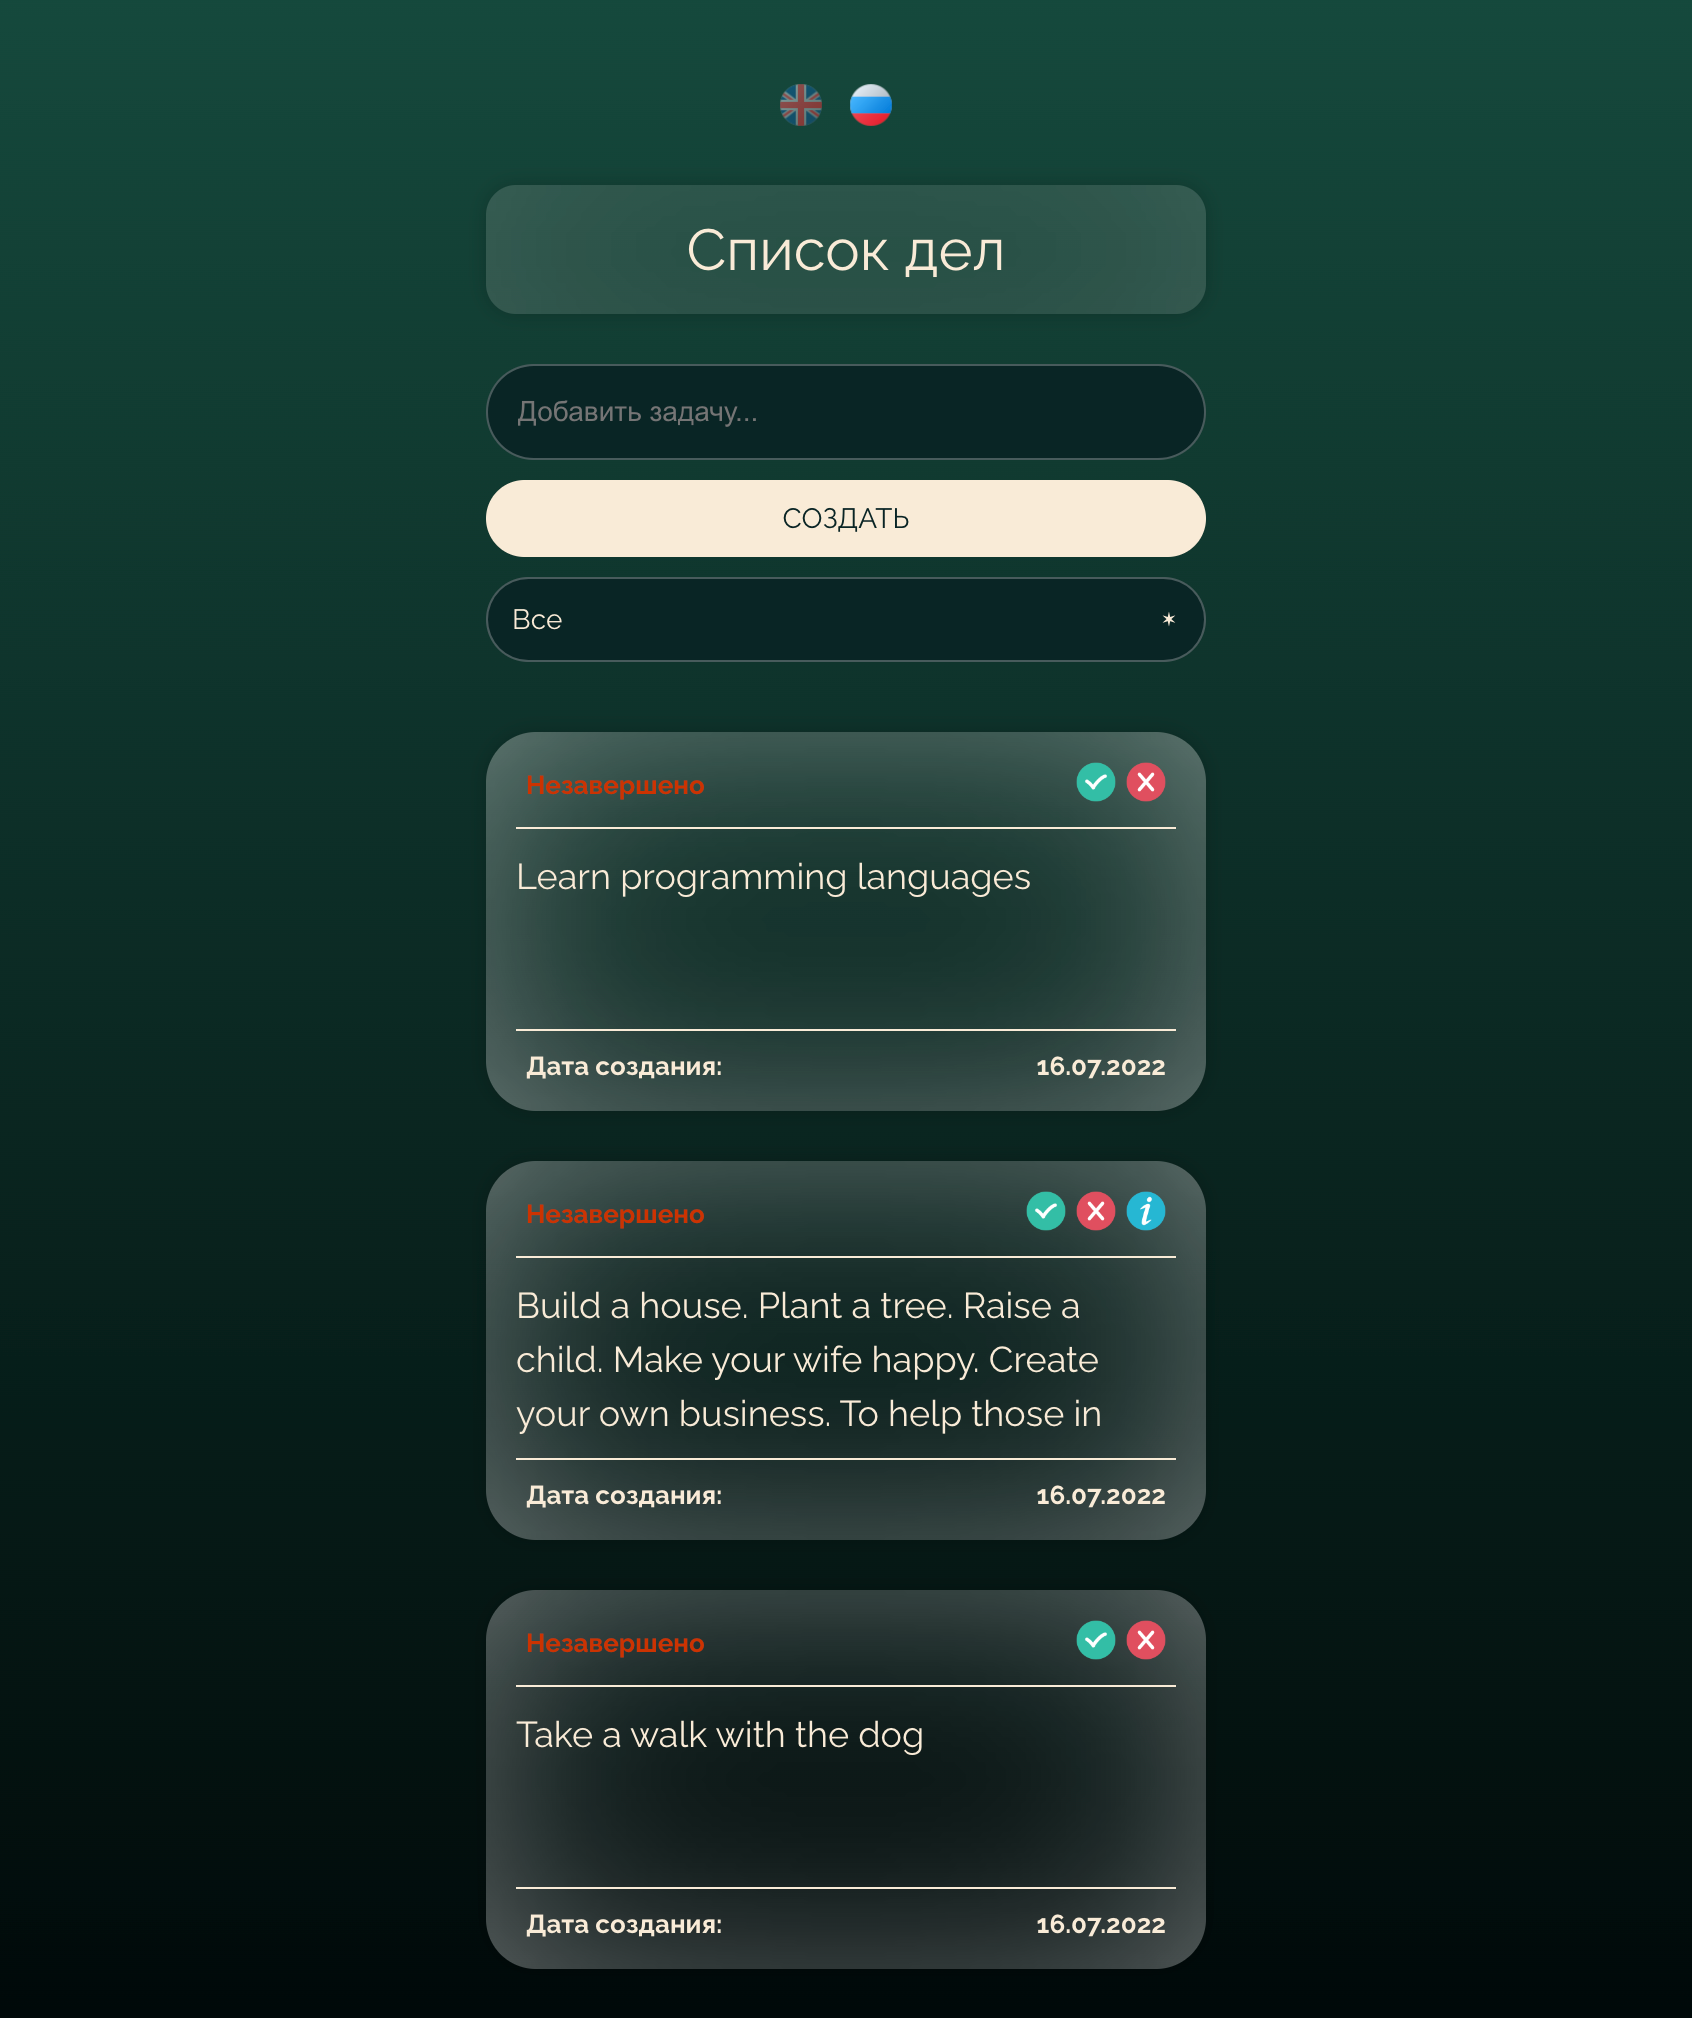 Список дел
Добавить задачу...
СОЗДАТЬ
Все
Незавершено
Learn programming languages
Дата создания: 16.07.2022
Незавершено
Build a house. Plant a tree. Raise a
child. Make your wife happy. Create
your own business. To help those in
Дата создания: 16.07.2022
Незавершено
Take a walk with the dog
Дата создания: 16.07.2022